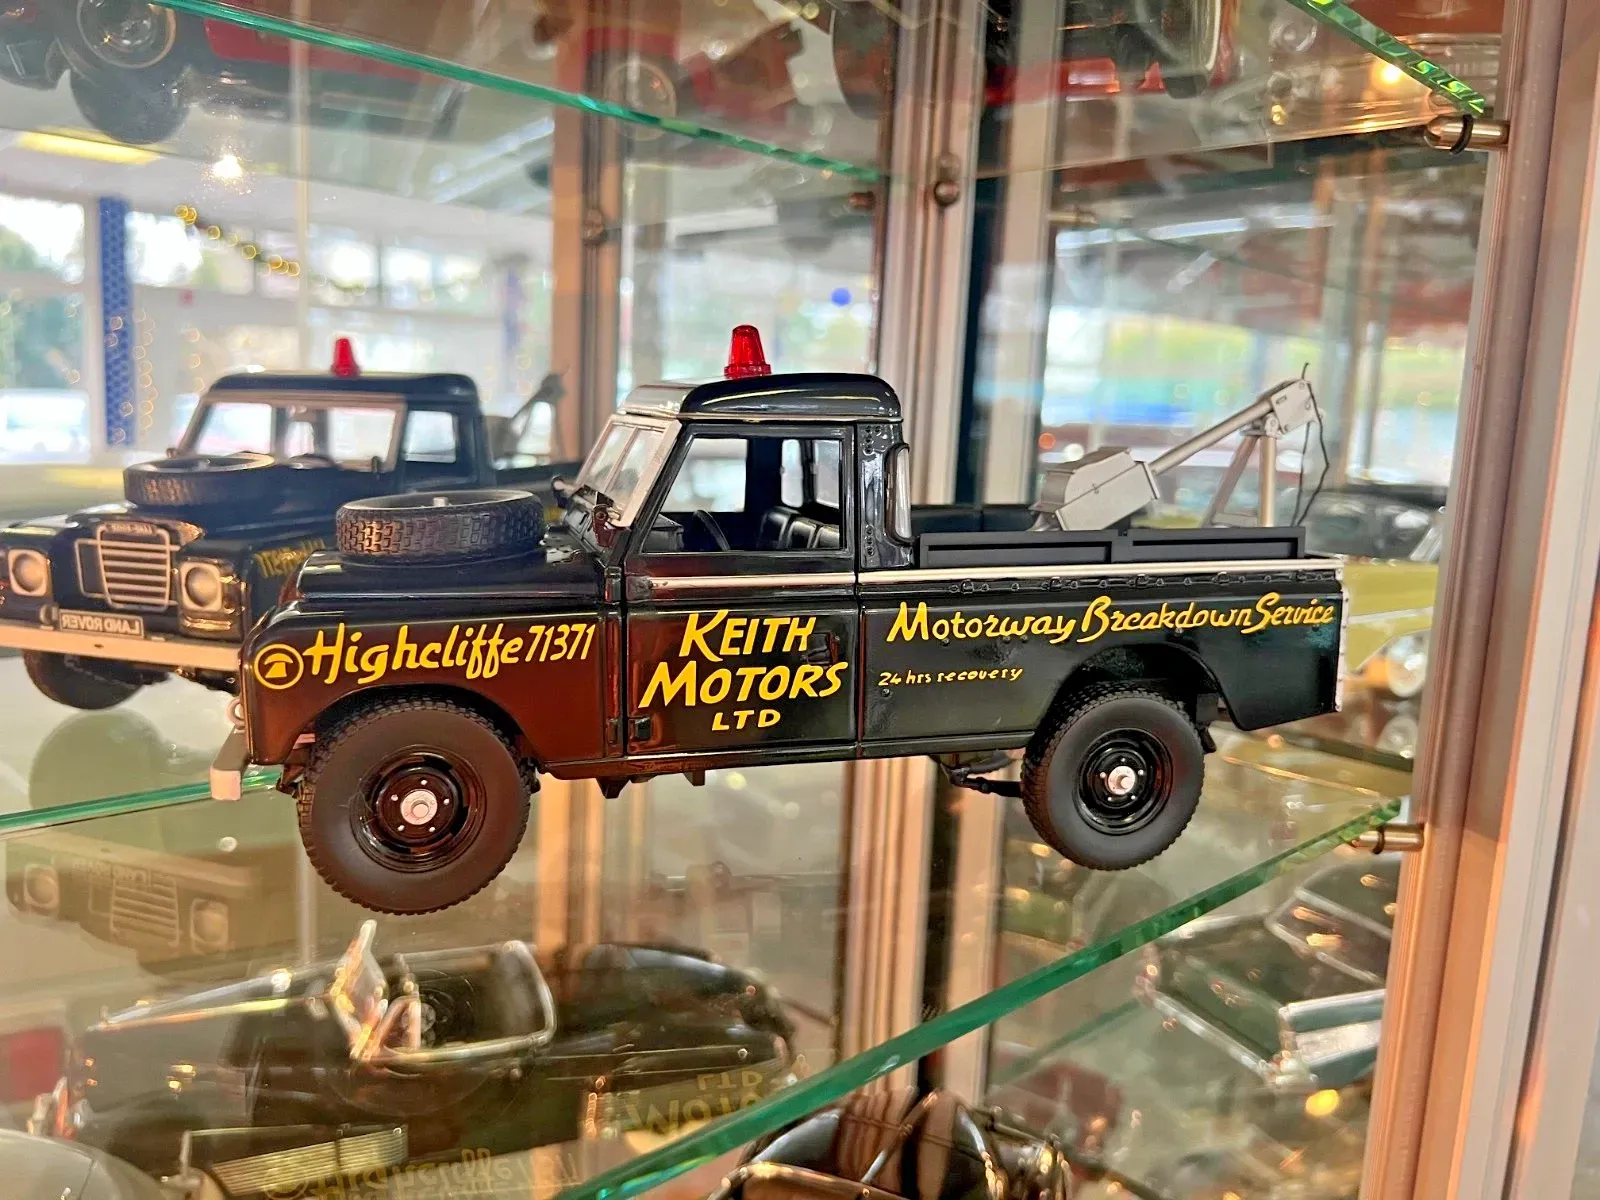 Highcliffe 71371
KEITH
MOTORS
LTD
Motorway Breakdown Service
24 hrs recovery
LAND ROVER